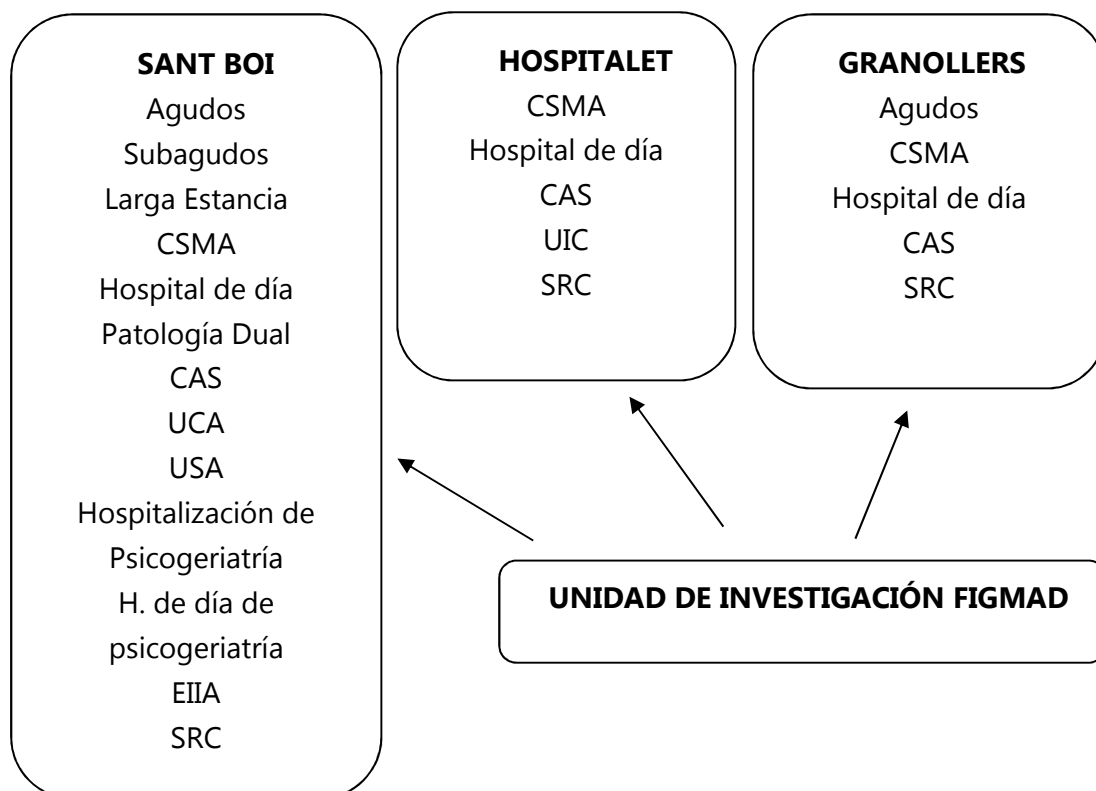 SANT BOI
Agudos
Subagudos
Larga Estancia
CSMA
Hospital de día
Patología Dual
CAS
UCA
USA
Hospitalización de
Psicogeriatría
H. de día de
psicogeriatría
EIIA
SRC
HOSPITALET
CSMA
Hospital de día
CAS
UIC
SRC
GRANOLLERS
Agudos
CSMA
Hospital de día
CAS
SRC
UNIDAD DE INVESTIGACIÓN FIGMAD